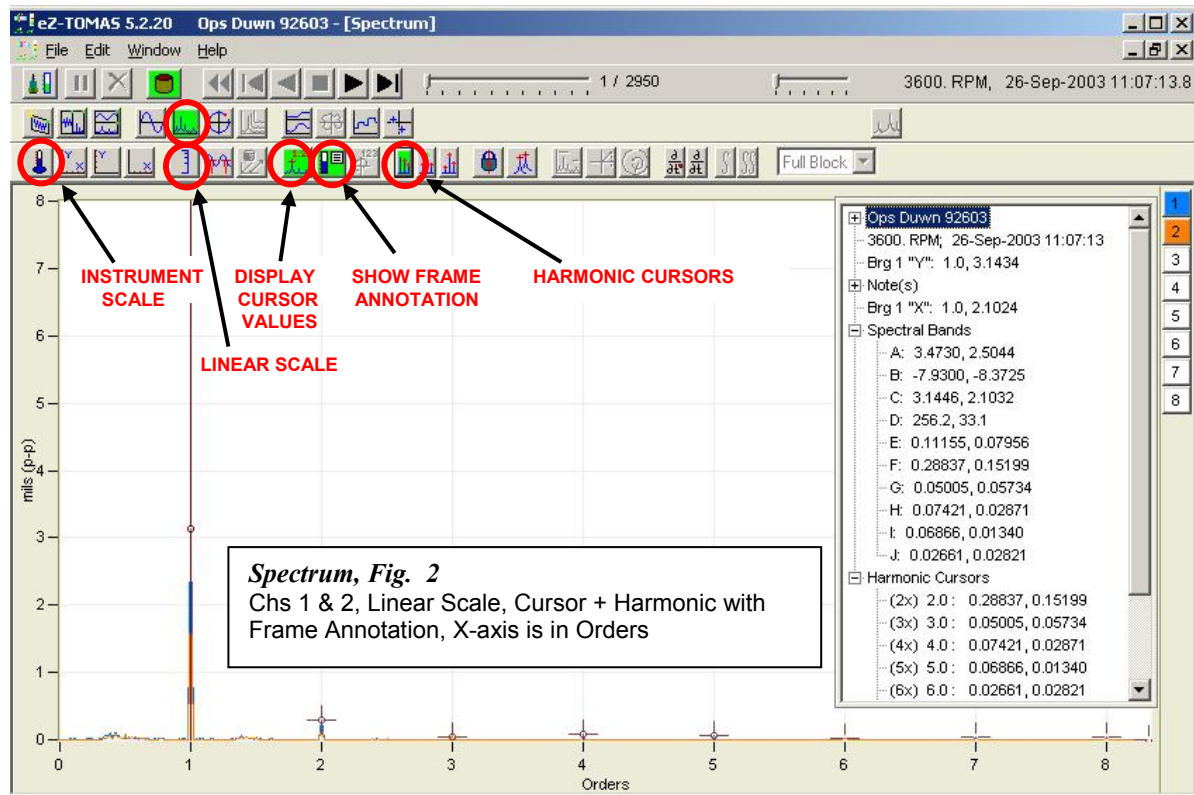 eZ-TOMAS 5.2.20 Ops Duwn 92603 - [Spectrum]
File Edit Window Help
1 / 2950
3600. RPM, 26-Sep-2003 11:07:13.8
Full Block
INSTRUMENT
SCALE
DISPLAY
CURSOR
VALUES
SHOW FRAME
ANNOTATION
HARMONIC CURSORS
LINEAR SCALE
8
7
6
5
4
3
2
1
0
mils (p-p)
0 1 2 3 4 5 6 7 8
Orders
Spectrum, Fig. 2
Chs 1 & 2, Linear Scale, Cursor + Harmonic with
Frame Annotation, X-axis is in Orders
Ops Duwn 92603
3600. RPM; 26-Sep-2003 11:07:13
Brg 1 "Y": 1.0, 3.1434
Note(s)
Brg 1 "X": 1.0, 2.1024
Spectral Bands
A: 3.4730, 2.5044
B: -7.9300, -8.3725
C: 3.1446, 2.1032
D: 256.2, 33.1
E: 0.11155, 0.07956
F: 0.28837, 0.15199
G: 0.05005, 0.05734
H: 0.07421, 0.02871
I: 0.06866, 0.01340
J: 0.02661, 0.02821
Harmonic Cursors
(2x) 2.0 : 0.28837, 0.15199
(3x) 3.0 : 0.05005, 0.05734
(4x) 4.0 : 0.07421, 0.02871
(5x) 5.0 : 0.06866, 0.01340
(6x) 6.0 : 0.02661, 0.02821
1
2
3
4
5
6
7
8